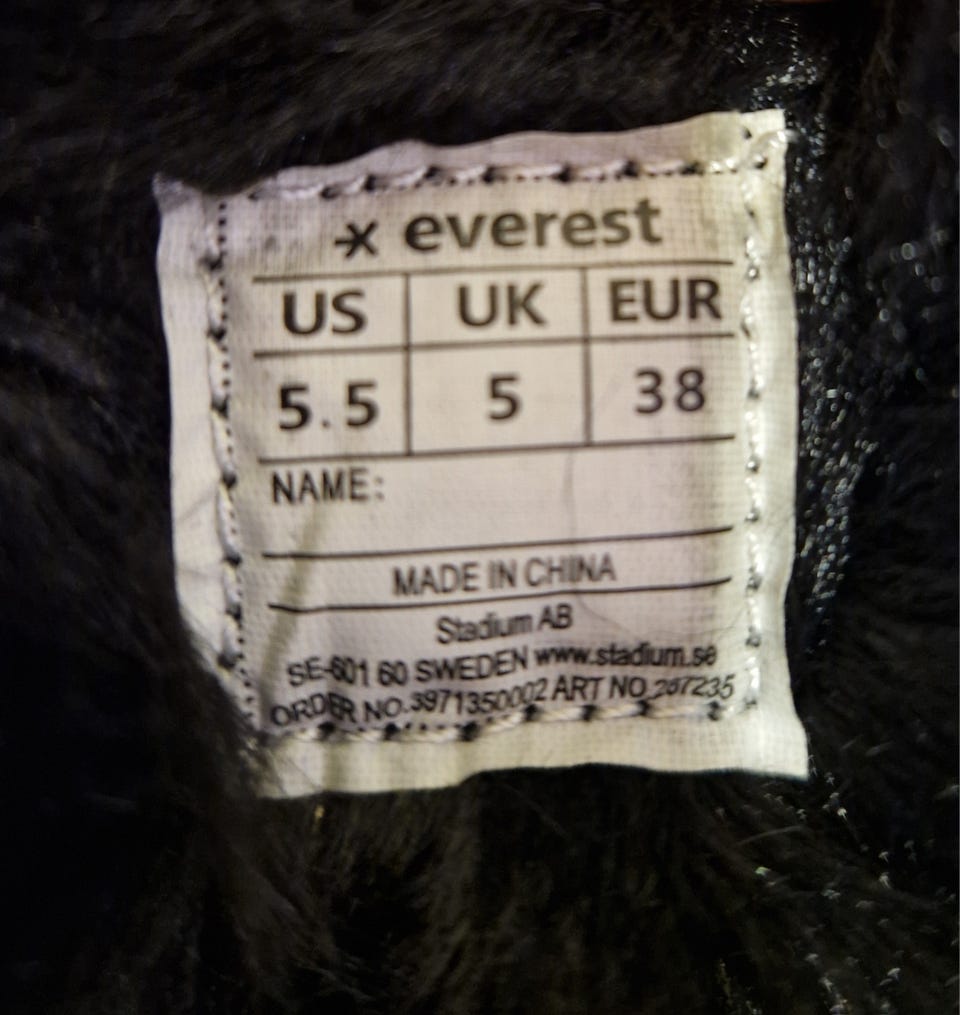 everest
US UK EUR
5.5 5 38
NAME:
MADE IN CHINA
Stadium AB
SE-601 60 SWEDEN www.stadium.se
ORDER NO.3971350002 ART NO 267235